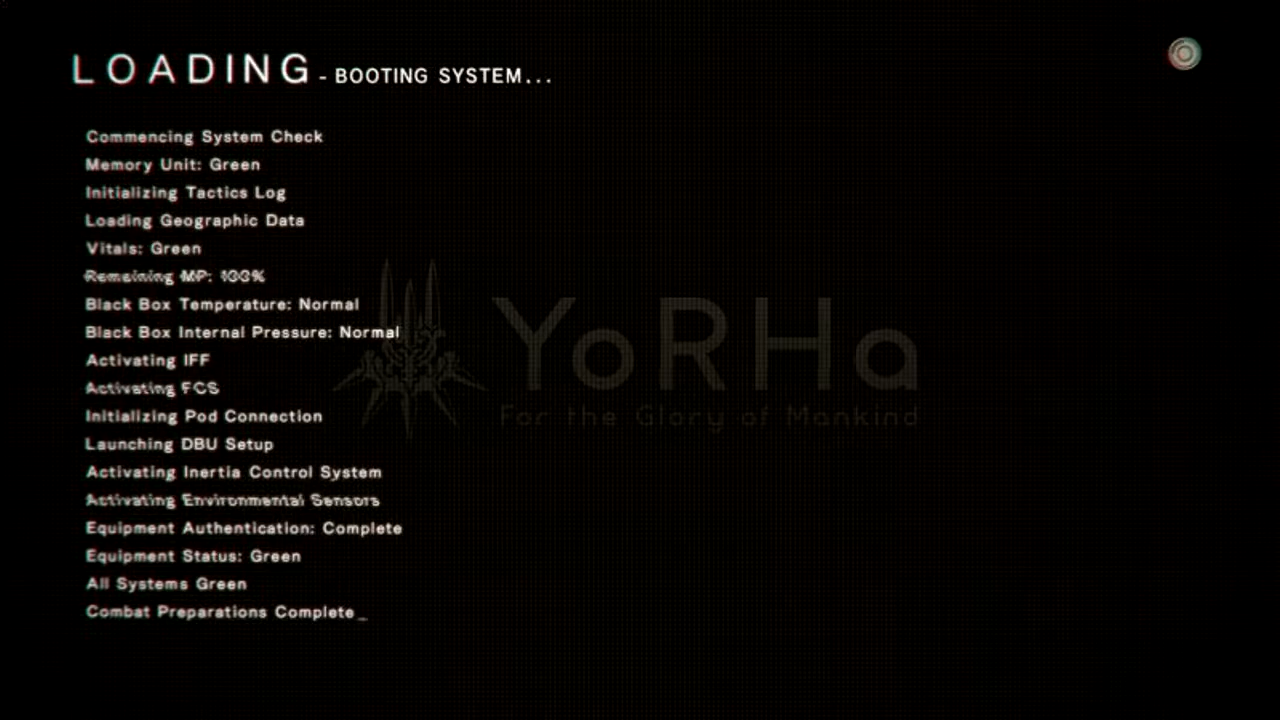 LOADING - BOOTING SYSTEM...
Commencing System Check
Memory Unit: Green
Initializing Tactics Log
Loading Geographic Data
Vitals: Green
Remaining MP: 100%
Black Box Temperature: Normal
Black Box Internal Pressure: Normal
Activating IFF
Activating FCS
Initializing Pod Connection
Launching DBU Setup
Activating Inertia Control System
Activating Environmental Sensors
Equipment Authentication: Complete
Equipment Status: Green
All Systems Green
Combat Preparations Complete_
YoRHa
For the Glory of Mankind